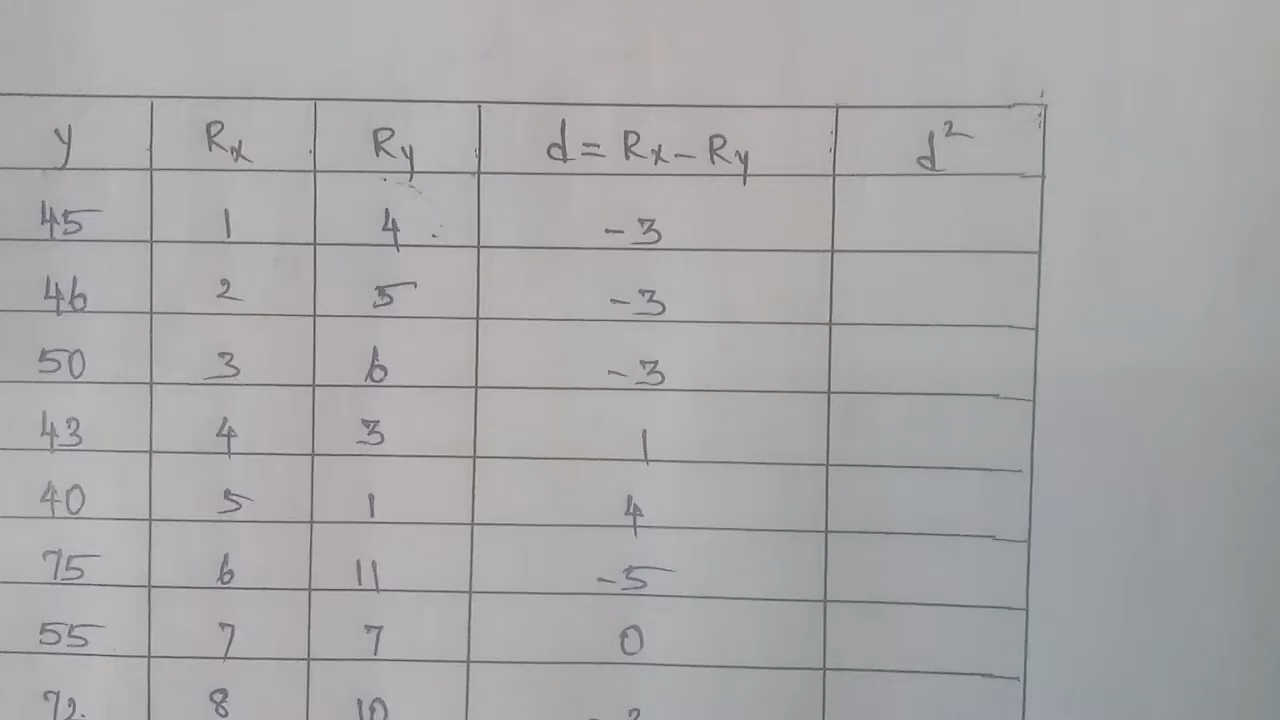 y Rx Ry d = Rx - Ry d²
45 1 4 -3
46 2 5 -3
50 3 6 -3
43 4 3 1
40 5 1 4
75 6 11 -5
55 7 7 0
72 8 10